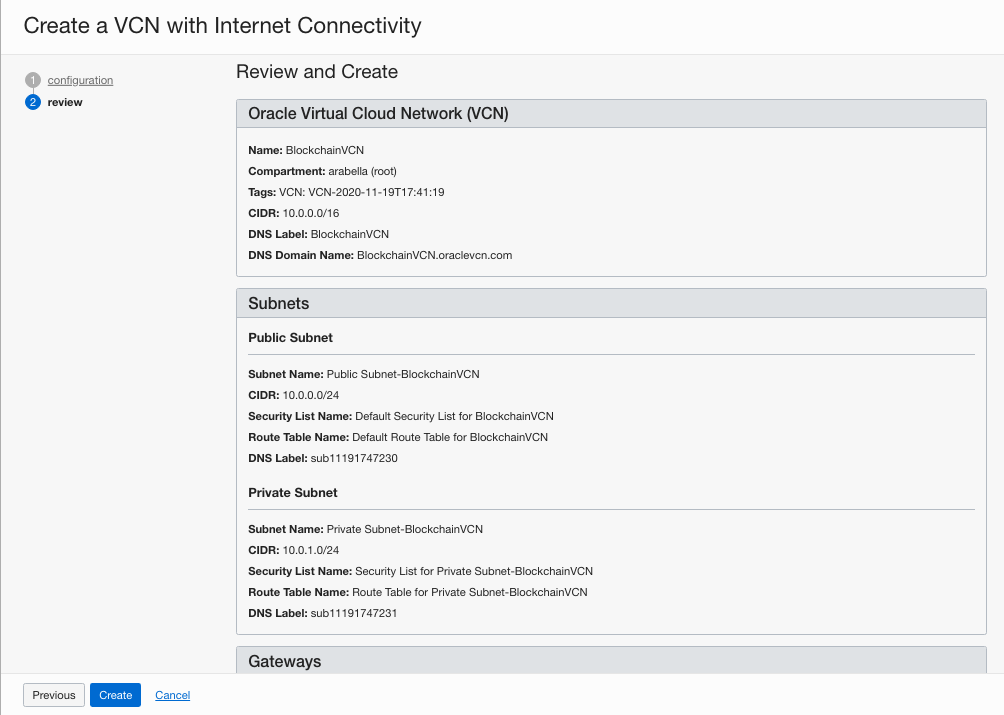 Create a VCN with Internet Connectivity
1 configuration
2 review
Review and Create
Oracle Virtual Cloud Network (VCN)
Name: BlockchainVCN
Compartment: arabella (root)
Tags: VCN: VCN-2020-11-19T17:41:19
CIDR: 10.0.0.0/16
DNS Label: BlockchainVCN
DNS Domain Name: BlockchainVCN.oraclevcn.com
Subnets
Public Subnet
Subnet Name: Public Subnet-BlockchainVCN
CIDR: 10.0.0.0/24
Security List Name: Default Security List for BlockchainVCN
Route Table Name: Default Route Table for BlockchainVCN
DNS Label: sub11191747230
Private Subnet
Subnet Name: Private Subnet-BlockchainVCN
CIDR: 10.0.1.0/24
Security List Name: Security List for Private Subnet-BlockchainVCN
Route Table Name: Route Table for Private Subnet-BlockchainVCN
DNS Label: sub11191747231
Gateways
Previous Create Cancel